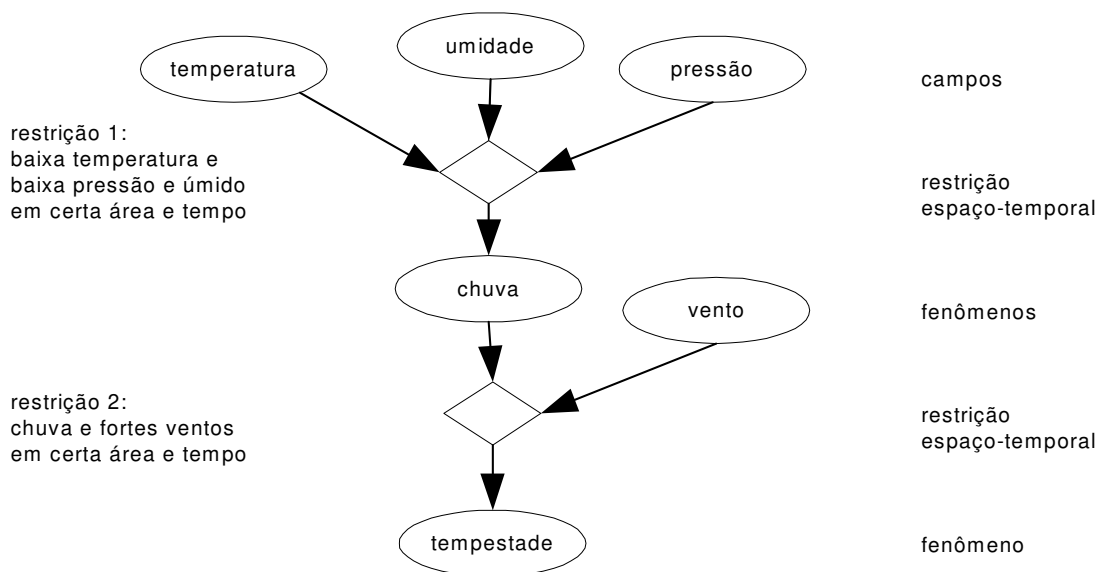 umidade
temperatura
pressão
campos
restrição 1:
baixa temperatura e
baixa pressão e úmido
em certa área e tempo
restrição
espaço-temporal
chuva
vento
fenômenos
restrição 2:
chuva e fortes ventos
em certa área e tempo
restrição
espaço-temporal
tempestade
fenômeno